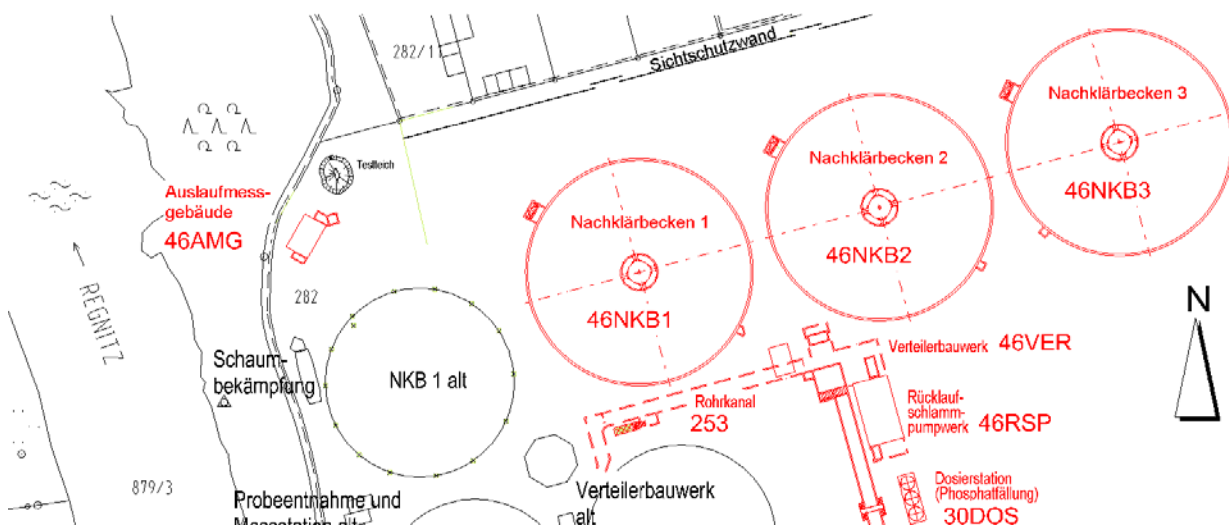 282/1
Sichtschutzwand
Nachklärbecken 3
46NKB3
Nachklärbecken 2
46NKB2
Testteich
Auslaufmess-
gebäude
46AMG
Nachklärbecken 1
46NKB1
REGNITZ
282
N
Schaum-
bekämpfung
NKB 1 alt
Verteilerbauwerk 46VER
Rohrkanal
253
Rücklauf-
schlamm-
pumpwerk 46RSP
879/3
Probeentnahme und
Messstation alt
Verteilerbauwerk
alt
Dosierstation
(Phosphatfällung)
30DOS